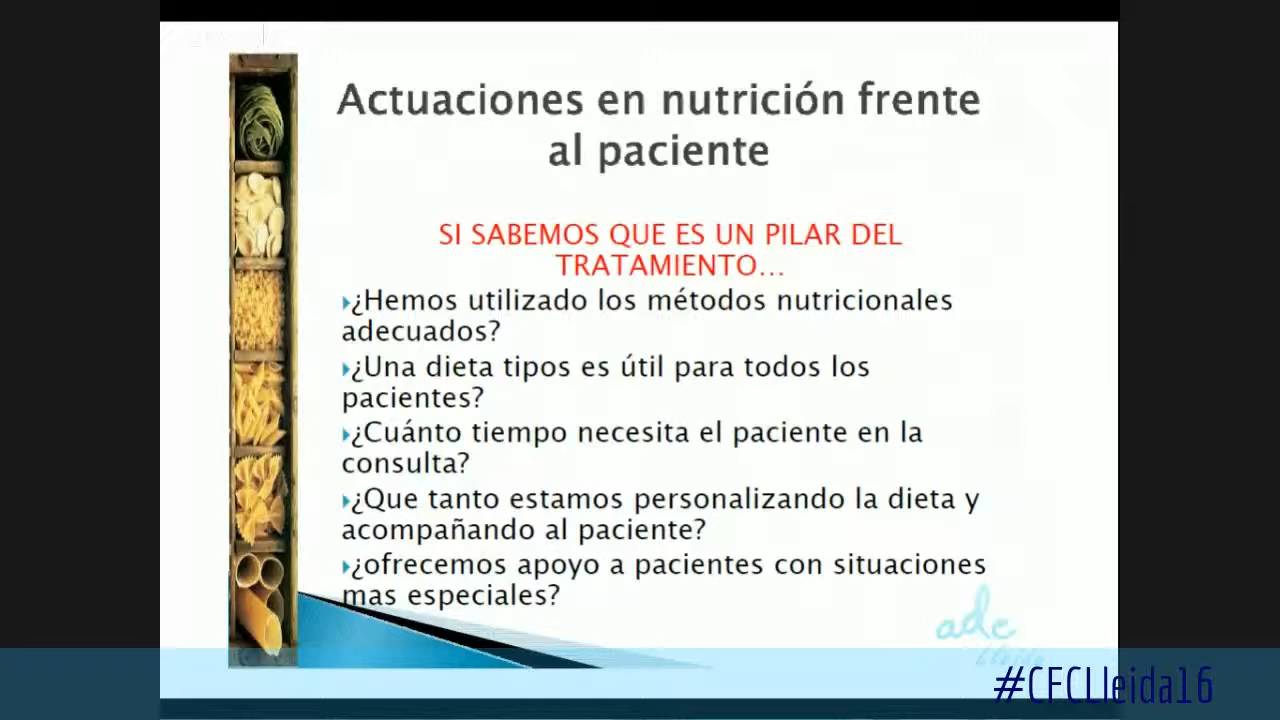 Actuaciones en nutrición frente
al paciente
SI SABEMOS QUE ES UN PILAR DEL
TRATAMIENTO...
¿Hemos utilizado los métodos nutricionales
adecuados?
¿Una dieta tipos es útil para todos los
pacientes?
¿Cuánto tiempo necesita el paciente en la
consulta?
¿Que tanto estamos personalizando la dieta y
acompañando al paciente?
¿ofrecemos apoyo a pacientes con situaciones
mas especiales?
adc
Lleida
#CFCLleida16